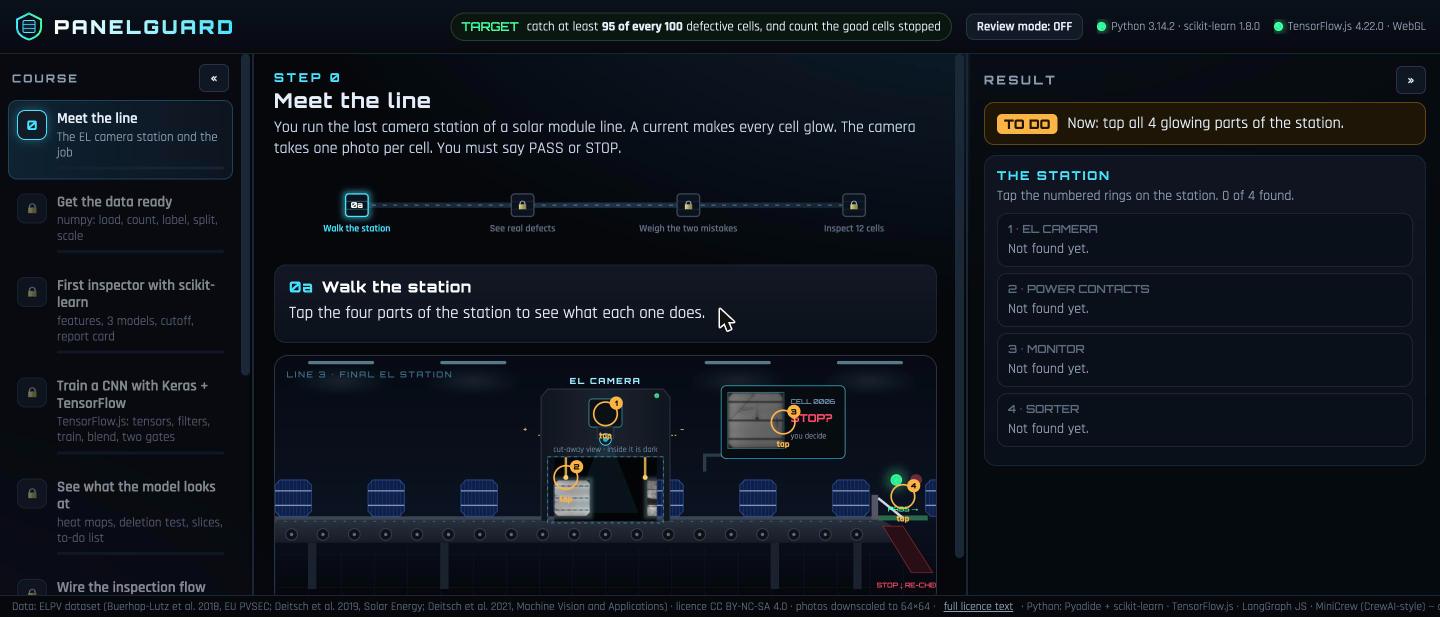 PANELGUARD
TARGET catch at least 95 of every 100 defective cells, and count the good cells stopped
Review mode: OFF
Python 3.14.2 · scikit-learn 1.8.0
TensorFlow.js 4.22.0 · WebGL
COURSE
«
0
Meet the line
The EL camera station and the
job
Get the data ready
numpy: load, count, label, split,
scale
First inspector with scikit-
learn
features, 3 models, cutoff,
report card
Train a CNN with Keras +
TensorFlow
TensorFlow.js: tensors, filters,
train, blend, two gates
See what the model looks
at
heat maps, deletion test, slices,
to-do list
Wire the inspection flow
STEP 0
Meet the line
You run the last camera station of a solar module line. A current makes every cell glow. The camera
takes one photo per cell. You must say PASS or STOP.
0a
Walk the station
See real defects
Weigh the two mistakes
Inspect 12 cells
0a Walk the station
Tap the four parts of the station to see what each one does.
LINE 3 · FINAL EL STATION
EL CAMERA
1
tap
cut-away view · inside it is dark
2
tap
CELL 0006
3
STOP?
you decide
tap
4
PASS →
tap
STOP ↓ RE-CHE
RESULT
»
TO DO Now: tap all 4 glowing parts of the station.
THE STATION
Tap the numbered rings on the station. 0 of 4 found.
1 · EL CAMERA
Not found yet.
2 · POWER CONTACTS
Not found yet.
3 · MONITOR
Not found yet.
4 · SORTER
Not found yet.
Data: ELPV dataset (Buerhop-Lutz et al. 2018, EU PVSEC; Deitsch et al. 2019, Solar Energy; Deitsch et al. 2021, Machine Vision and Applications) · licence CC BY-NC-SA 4.0 · photos downscaled to 64×64 · full licence text · Python: Pyodide + scikit-learn · TensorFlow.js · LangGraph JS · MiniCrew (CrewAI-style) —